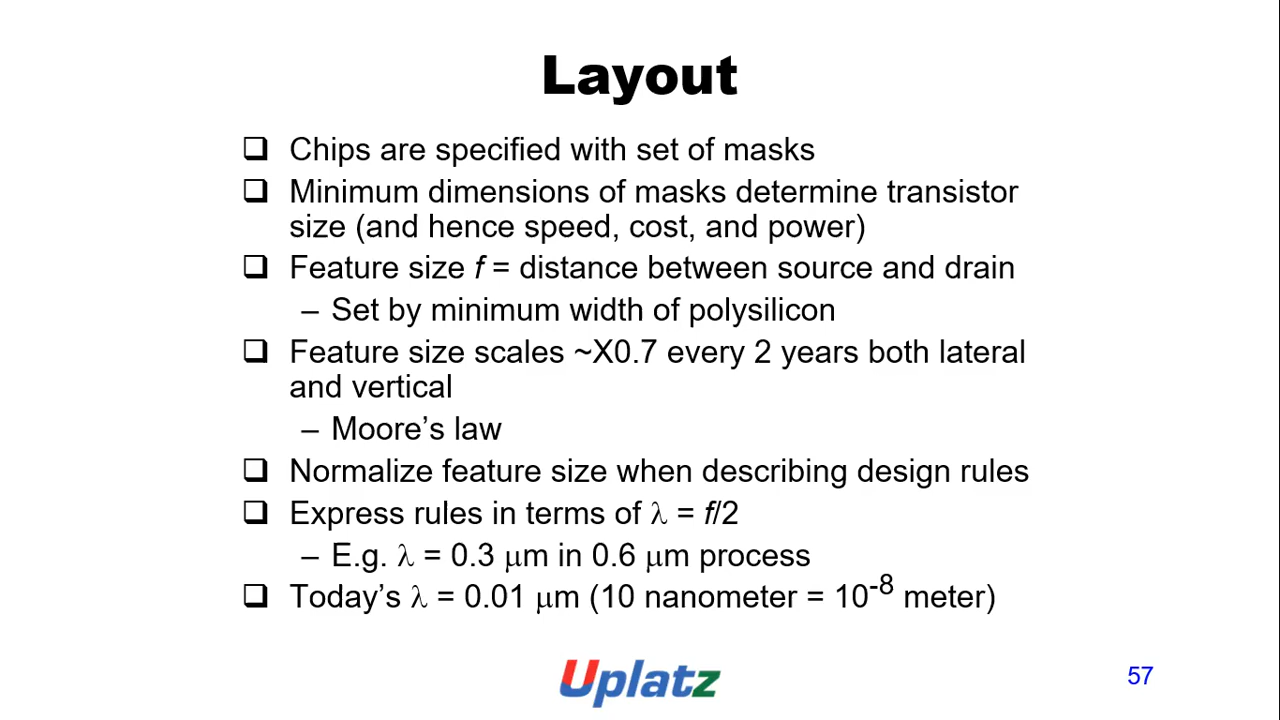 Layout
❑ Chips are specified with set of masks
❑ Minimum dimensions of masks determine transistor
size (and hence speed, cost, and power)
❑ Feature size f = distance between source and drain
– Set by minimum width of polysilicon
❑ Feature size scales ~X0.7 every 2 years both lateral
and vertical
– Moore’s law
❑ Normalize feature size when describing design rules
❑ Express rules in terms of λ = f/2
– E.g. λ = 0.3 μm in 0.6 μm process
❑ Today’s λ = 0.01 μm (10 nanometer = 10⁻⁸ meter)
Uplatz
57